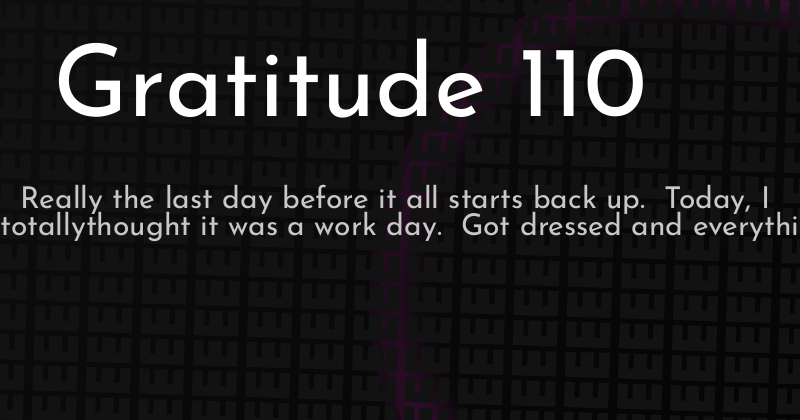 Gratitude 110
Really the last day before it all starts back up.  Today, I
totallythought it was a work day.  Got dressed and everythi